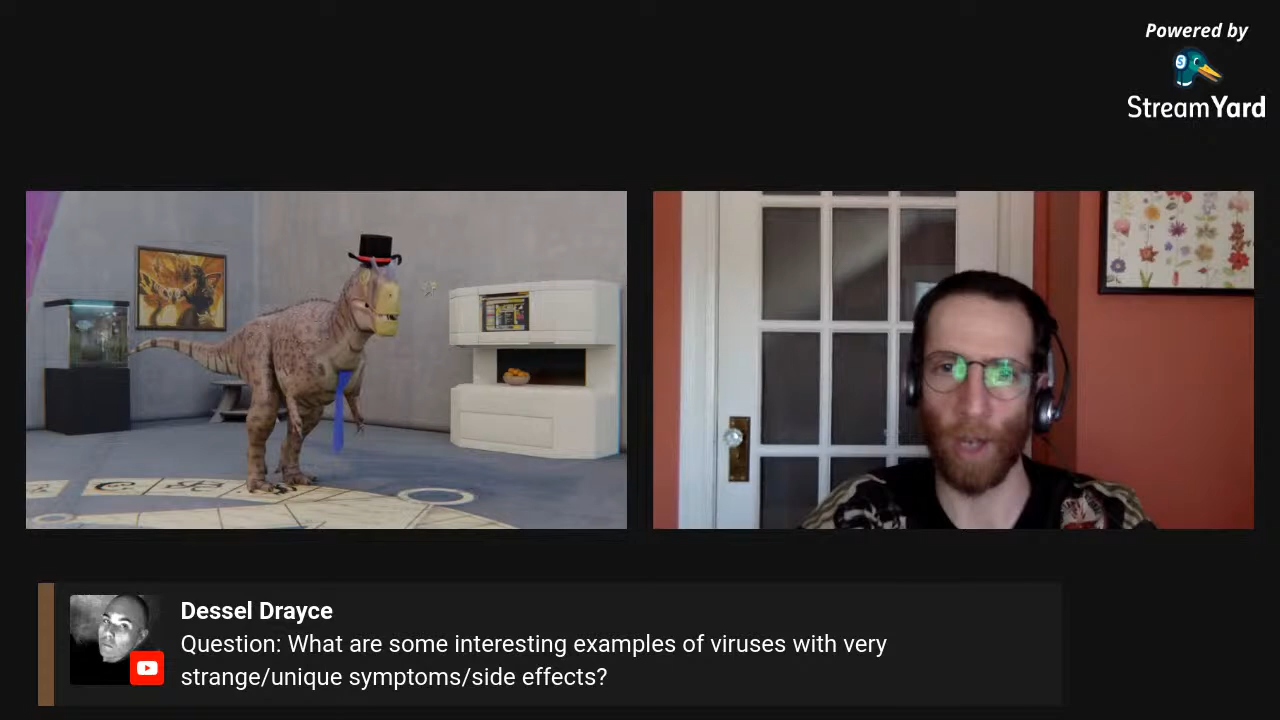 Powered by
StreamYard
Dessel Drayce
Question: What are some interesting examples of viruses with very
strange/unique symptoms/side effects?